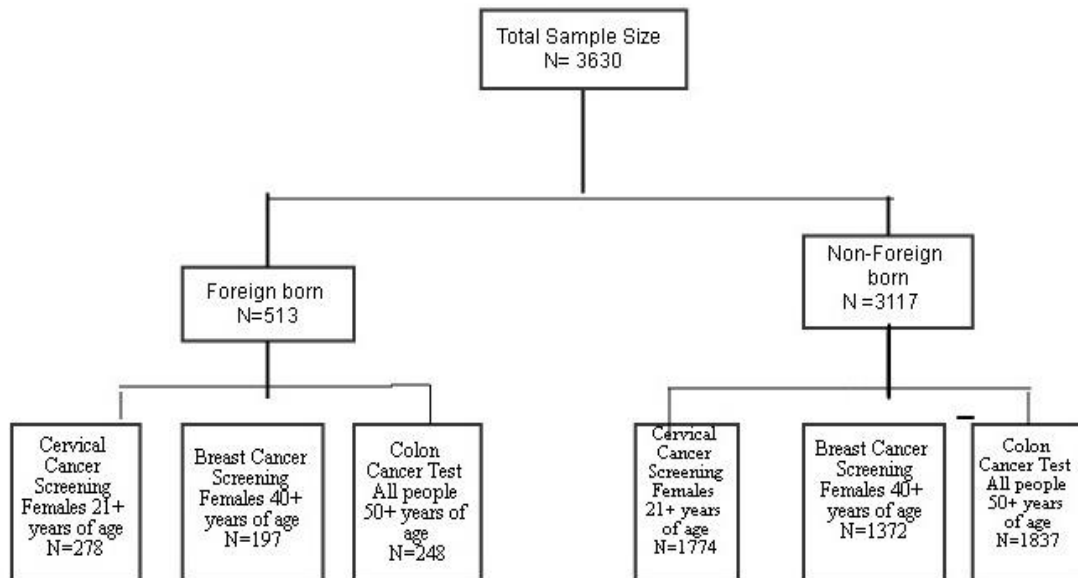 Total Sample Size
N= 3630
Foreign born
N=513
Non-Foreign
born
N =3117
Cervical
Cancer
Screening
Females 21+
years of age
N=278
Breast Cancer
Screening
Females 40+
years of age
N=197
Colon
Cancer Test
All people
50+ years of
age
N=248
Cervical
Cancer
Screening
Females
21+ years
of age
N=1774
Breast Cancer
Screening
Females 40+
years of age
N=1372
Colon
Cancer Test
All people
50+ years
of age
N=1837